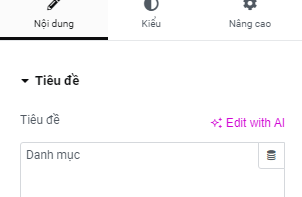 Nội dung
Kiểu
Nâng cao
Tiêu đề
Tiêu đề
Edit with AI
Danh mục